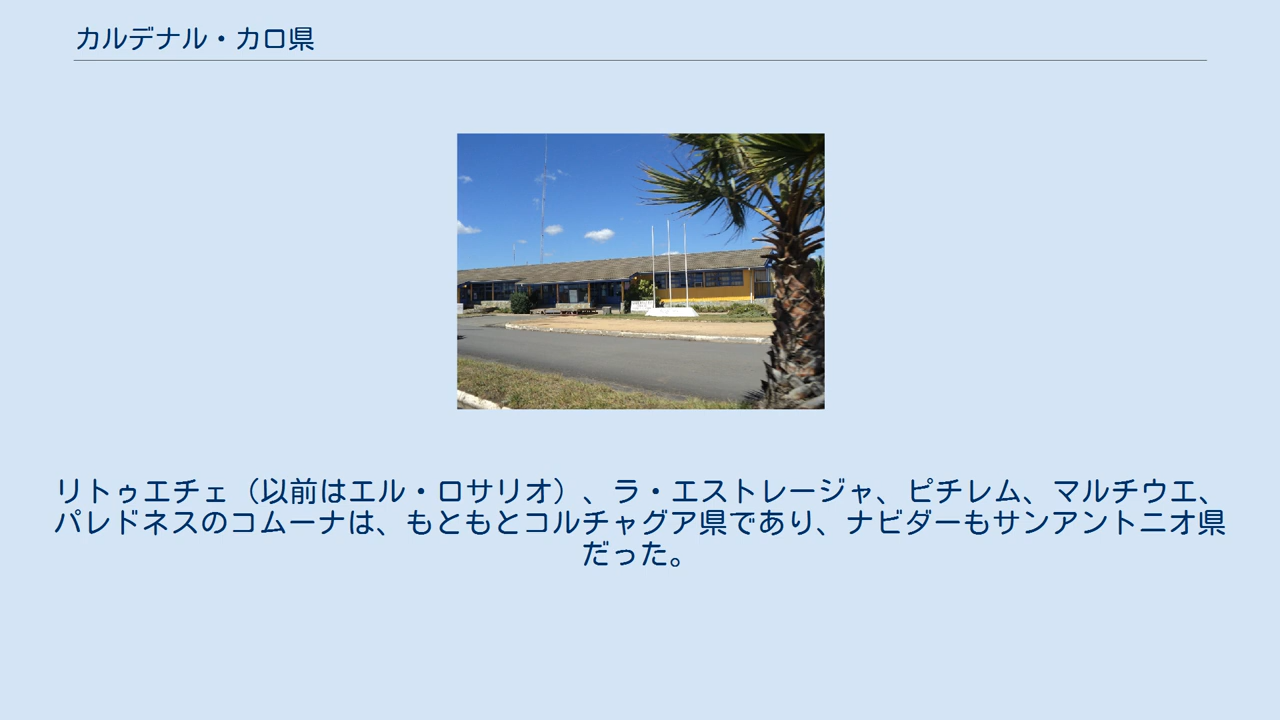 カルデナル・カロ県
リトゥエチェ（以前はエル・ロサリオ）、ラ・エストレージャ、ピチレム、マルチウエ、
パレドネスのコムーナは、もともとコルチャグア県であり、ナビダーもサンアントニオ県
だった。